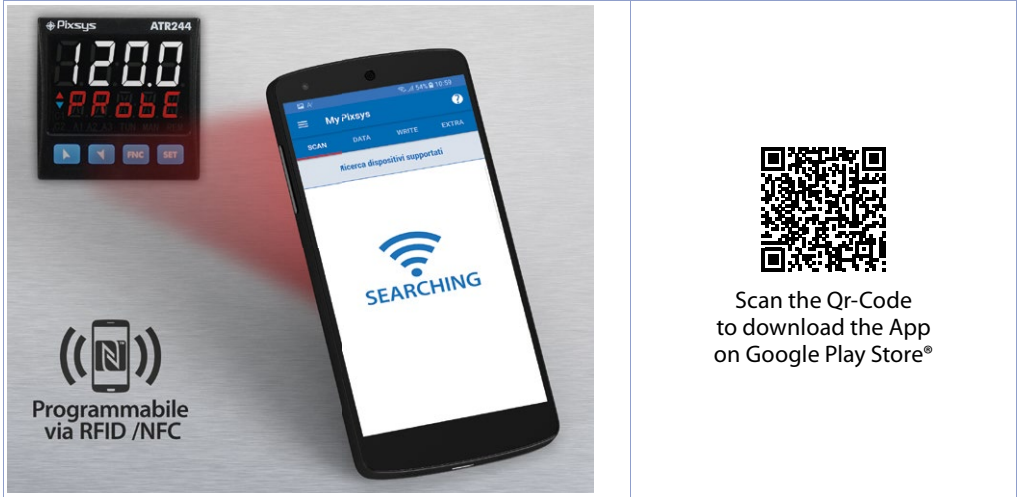 Pixsys ATR244
120.0
PRobE
FNC SET
54% 10:59
My Pixsys
?
SCAN DATA WRITE EXTRA
Ricerca dispositivi supportati
SEARCHING
Programmabile
via RFID /NFC
Scan the Qr-Code
to download the App
on Google Play Store®